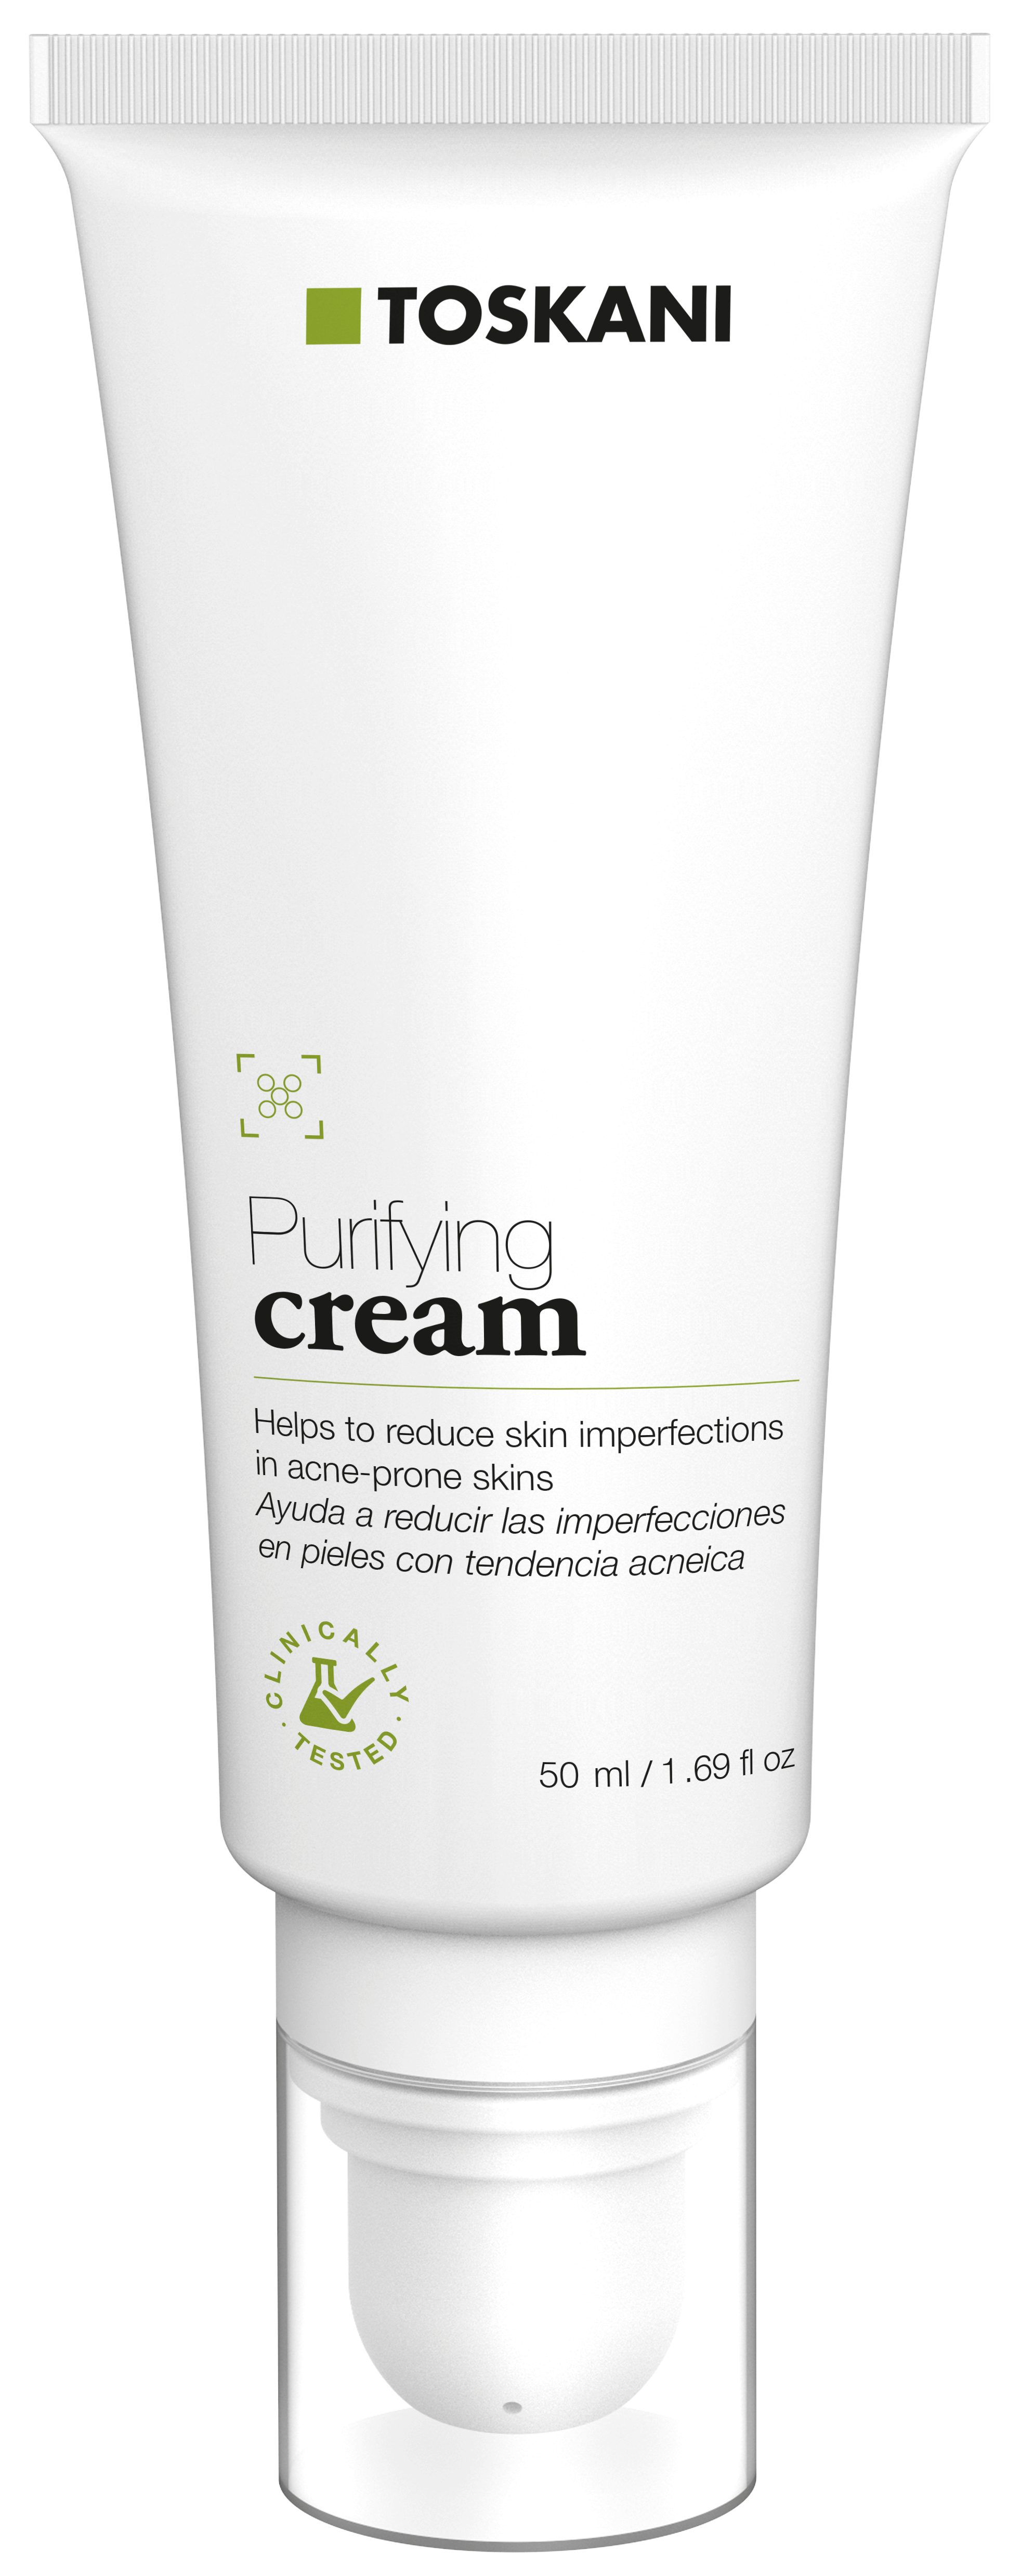 TOSKANI
Purifying
cream
Helps to reduce skin imperfections
in acne-prone skins
Ayuda a reducir las imperfecciones
en pieles con tendencia acneica
· CLINICALLY ·
TESTED
50 ml / 1.69 fl oz